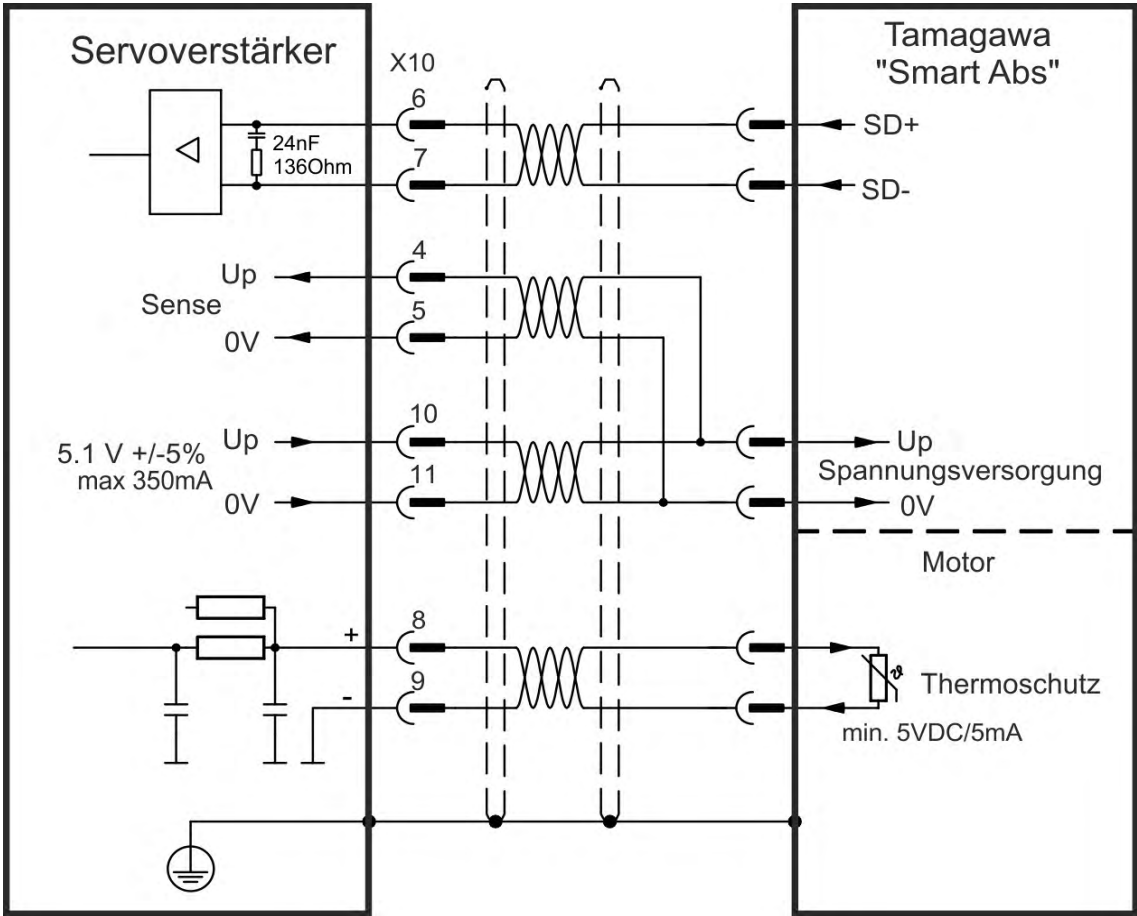 Servoverstärker
X10
Tamagawa
"Smart Abs"
6
SD+
24nF
136Ohm
7
SD-
4
Up
Sense
5
0V
10
Up
Up
5.1 V +/-5%
max 350mA
Spannungsversorgung
11
0V
0V
Motor
8
+
9
-
ϑ
Thermoschutz
min. 5VDC/5mA